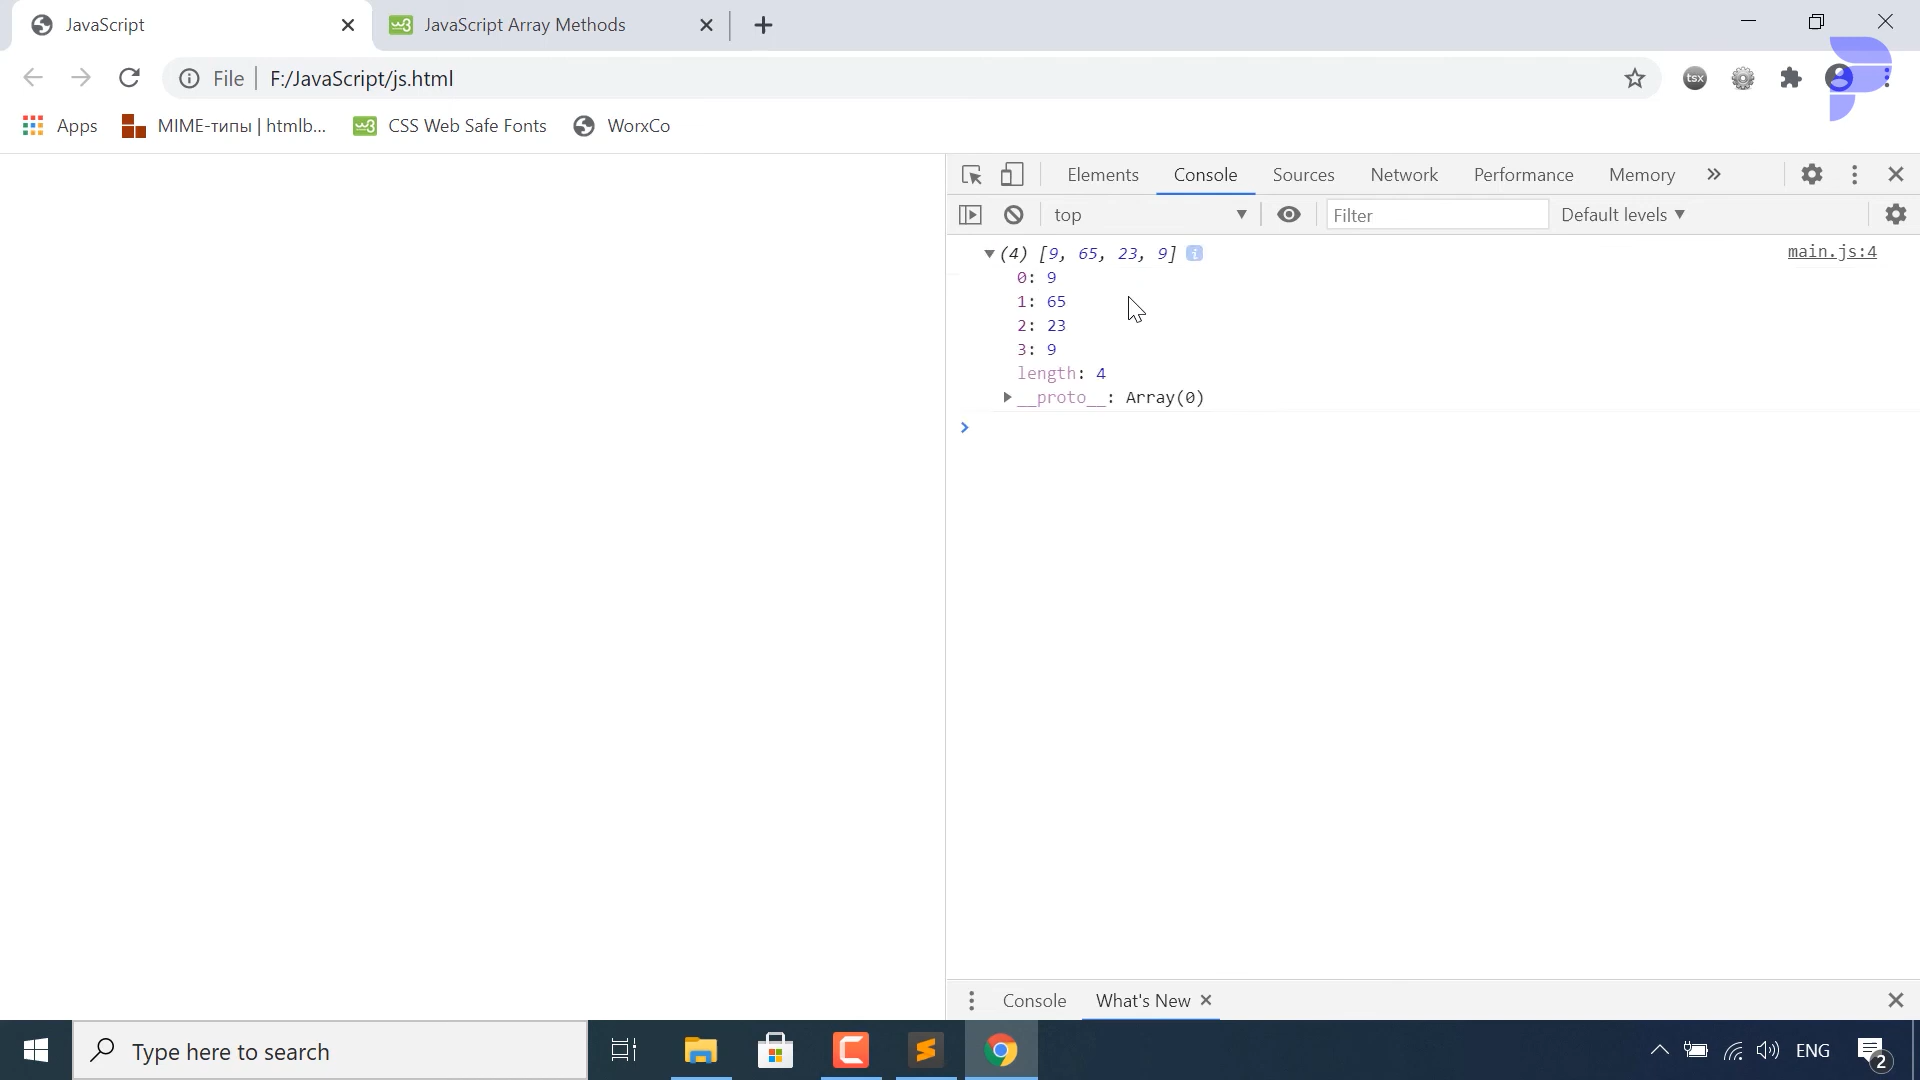 JavaScript
JavaScript Array Methods
File
F:/JavaScript/js.html
tsx
Apps
MIME-типы | htmlb...
CSS Web Safe Fonts
WorxCo
Elements
Console
Sources
Network
Performance
Memory
top
Filter
Default levels
(4) [9, 65, 23, 9]
main.js:4
0: 9
1: 65
2: 23
3: 9
length: 4
__proto__: Array(0)
Console
What's New
Type here to search
ENG
2